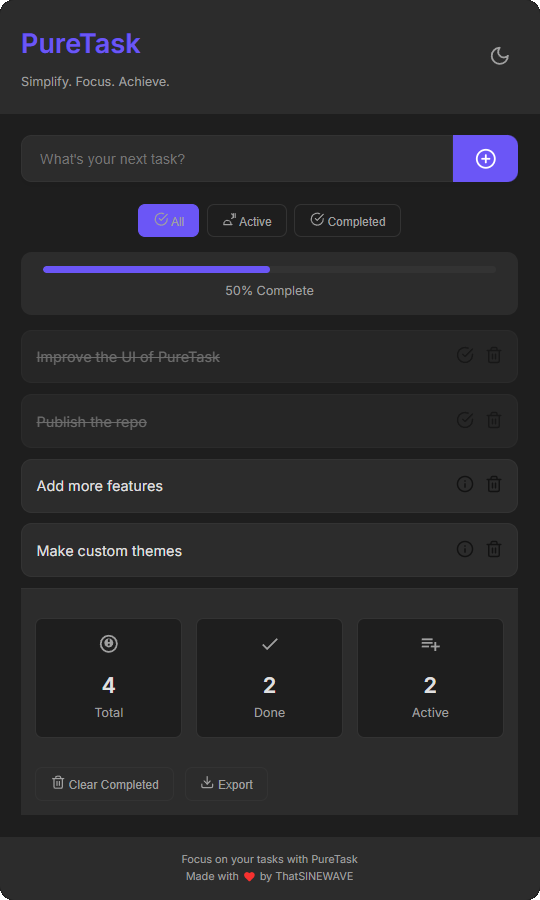 PureTask
Simplify. Focus. Achieve.
What's your next task?
All
Active
Completed
50% Complete
Improve the UI of PureTask
Publish the repo
Add more features
Make custom themes
4
Total
2
Done
2
Active
Clear Completed
Export
Focus on your tasks with PureTask
Made with ❤️ by ThatSINEWAVE